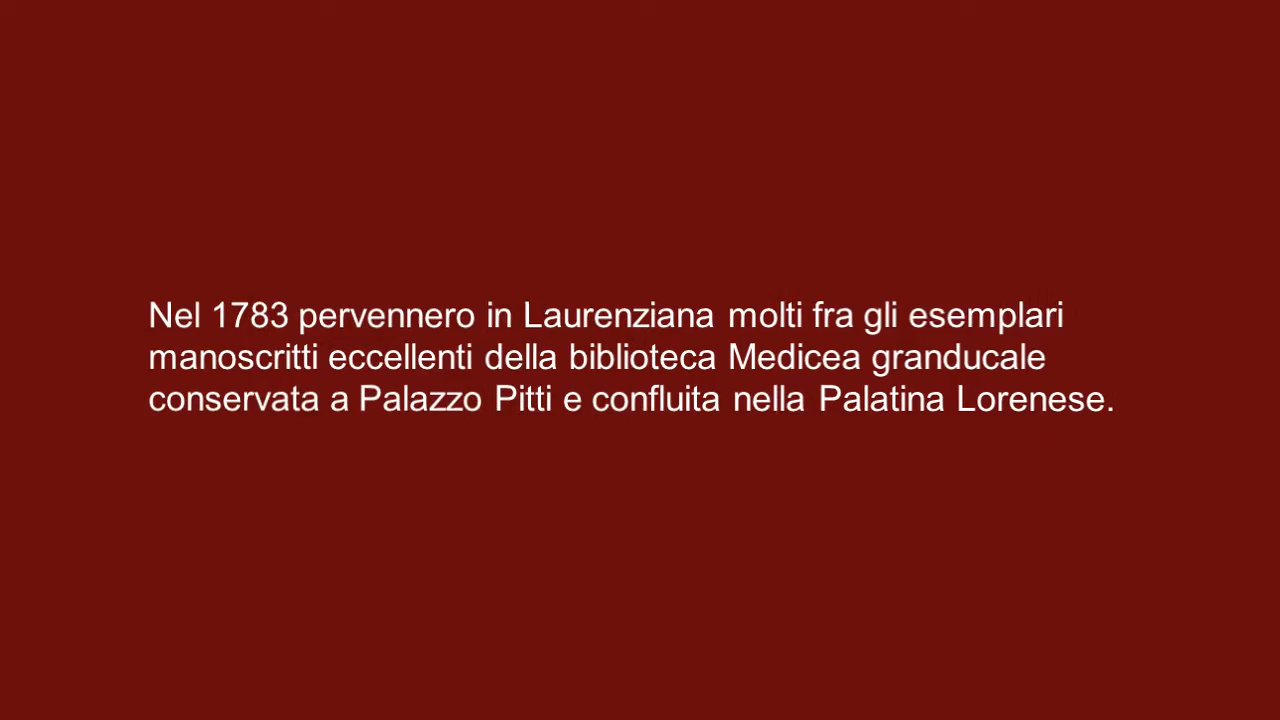 Nel 1783 pervennero in Laurenziana molti fra gli esemplari
manoscritti eccellenti della biblioteca Medicea granducale
conservata a Palazzo Pitti e confluita nella Palatina Lorenese.